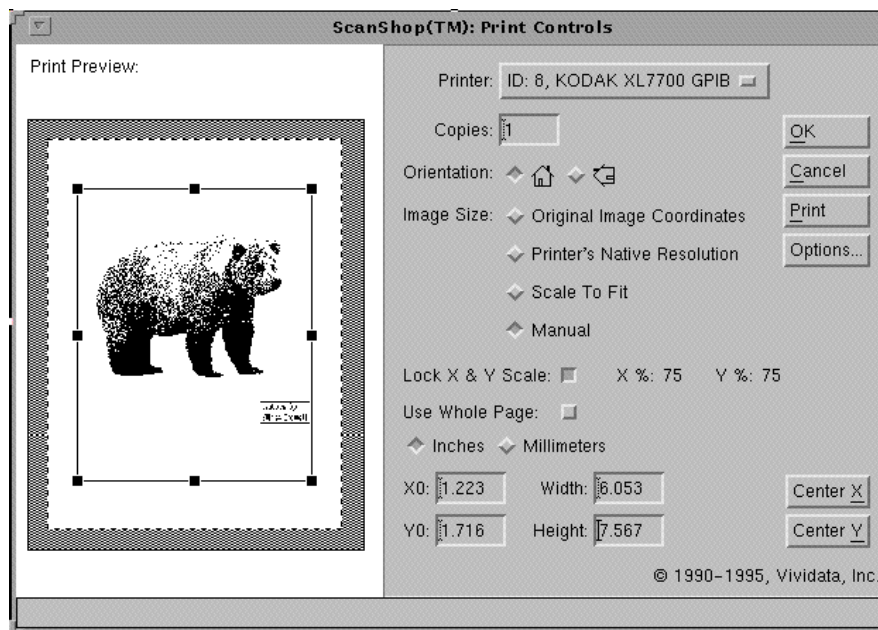 ScanShop(TM): Print Controls
Print Preview:
Printer: ID: 8, KODAK XL7700 GPIB
Copies: 1
OK
Orientation:
Cancel
Image Size: Original Image Coordinates
Print
Printer's Native Resolution
Options...
Scale To Fit
Manual
Lock X & Y Scale: X %: 75 Y %: 75
Use Whole Page:
Inches Millimeters
X0: 1.223 Width: 6.053
Center X
Y0: 1.716 Height: 7.567
Center Y
© 1990-1995, Vividata, Inc.